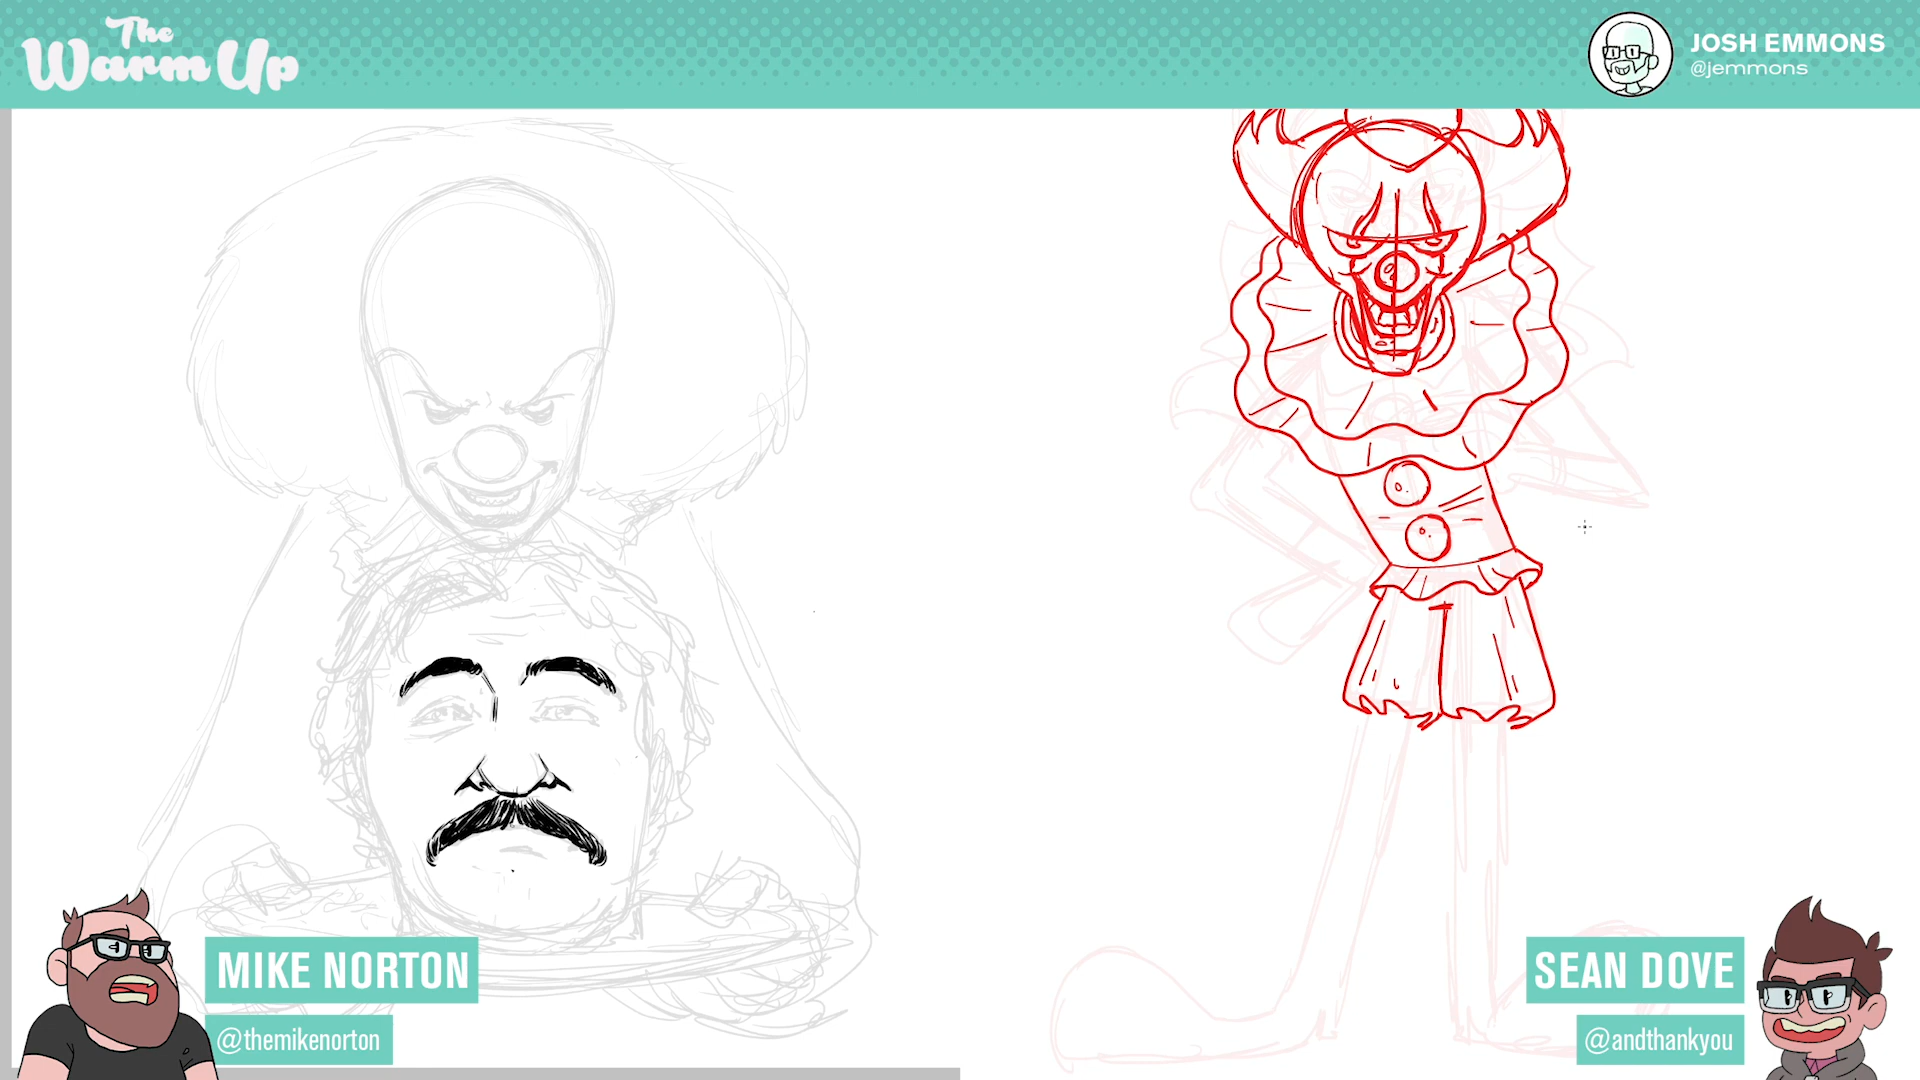 The
Warm Up
JOSH EMMONS
@jemmons
MIKE NORTON
@themikenorton
SEAN DOVE
@andthankyou